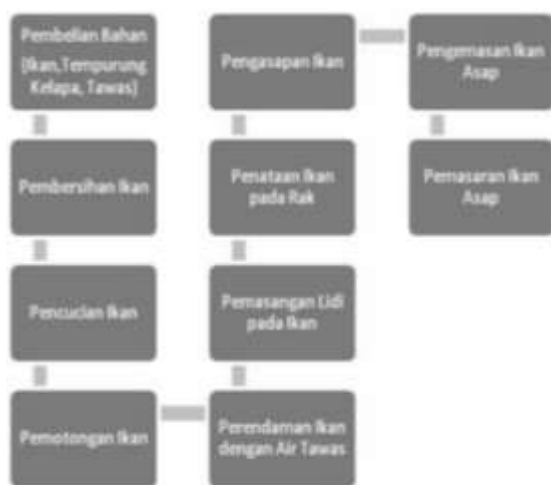 Pembelian Bahan
(Ikan,Tempurung
Kelapa, Tawas)
Pembersihan Ikan
Pencucian Ikan
Pemotongan Ikan
Perendaman Ikan
dengan Air Tawas
Pemasangan Lidi
pada Ikan
Penataan Ikan
pada Rak
Pengasapan Ikan
Pengemasan Ikan
Asap
Pemasaran Ikan
Asap